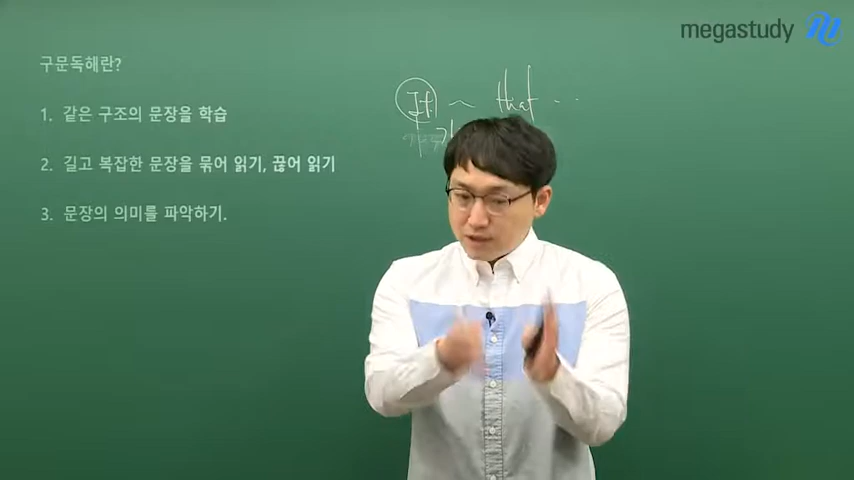 megastudy
구문독해란?
It ~ that ...
1. 같은 구조의 문장을 학습
2. 길고 복잡한 문장을 묶어 읽기, 끊어 읽기
3. 문장의 의미를 파악하기.